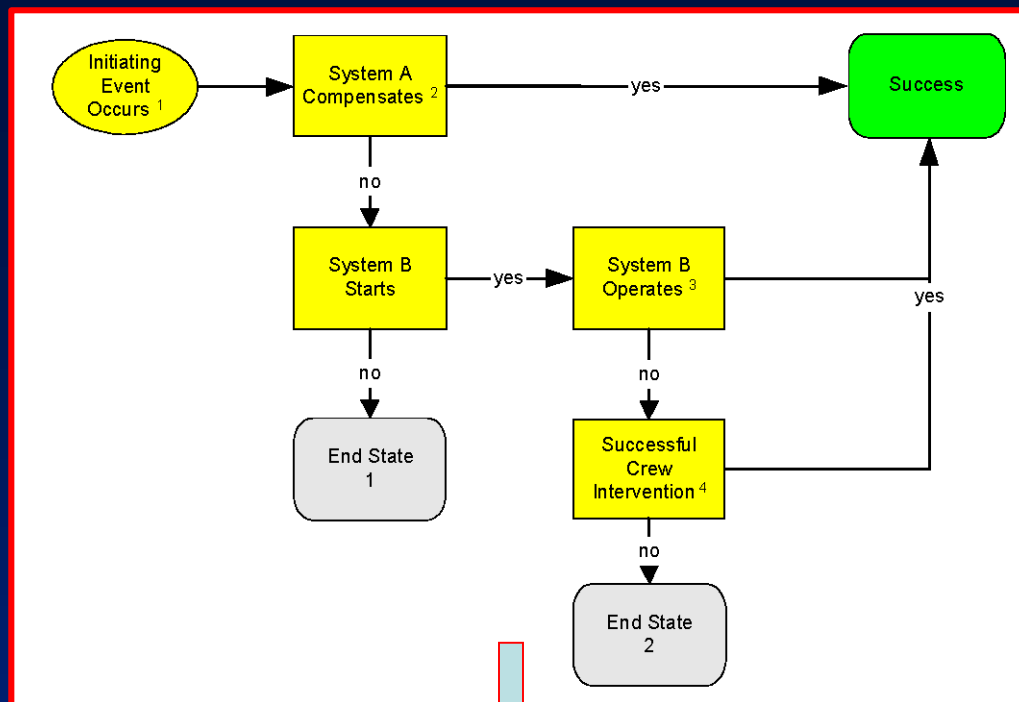 Initiating
Event
Occurs 1
System A
Compensates 2
yes
Success
no
System B
Starts
yes
System B
Operates 3
yes
no
no
End State
1
Successful
Crew
Intervention 4
no
End State
2